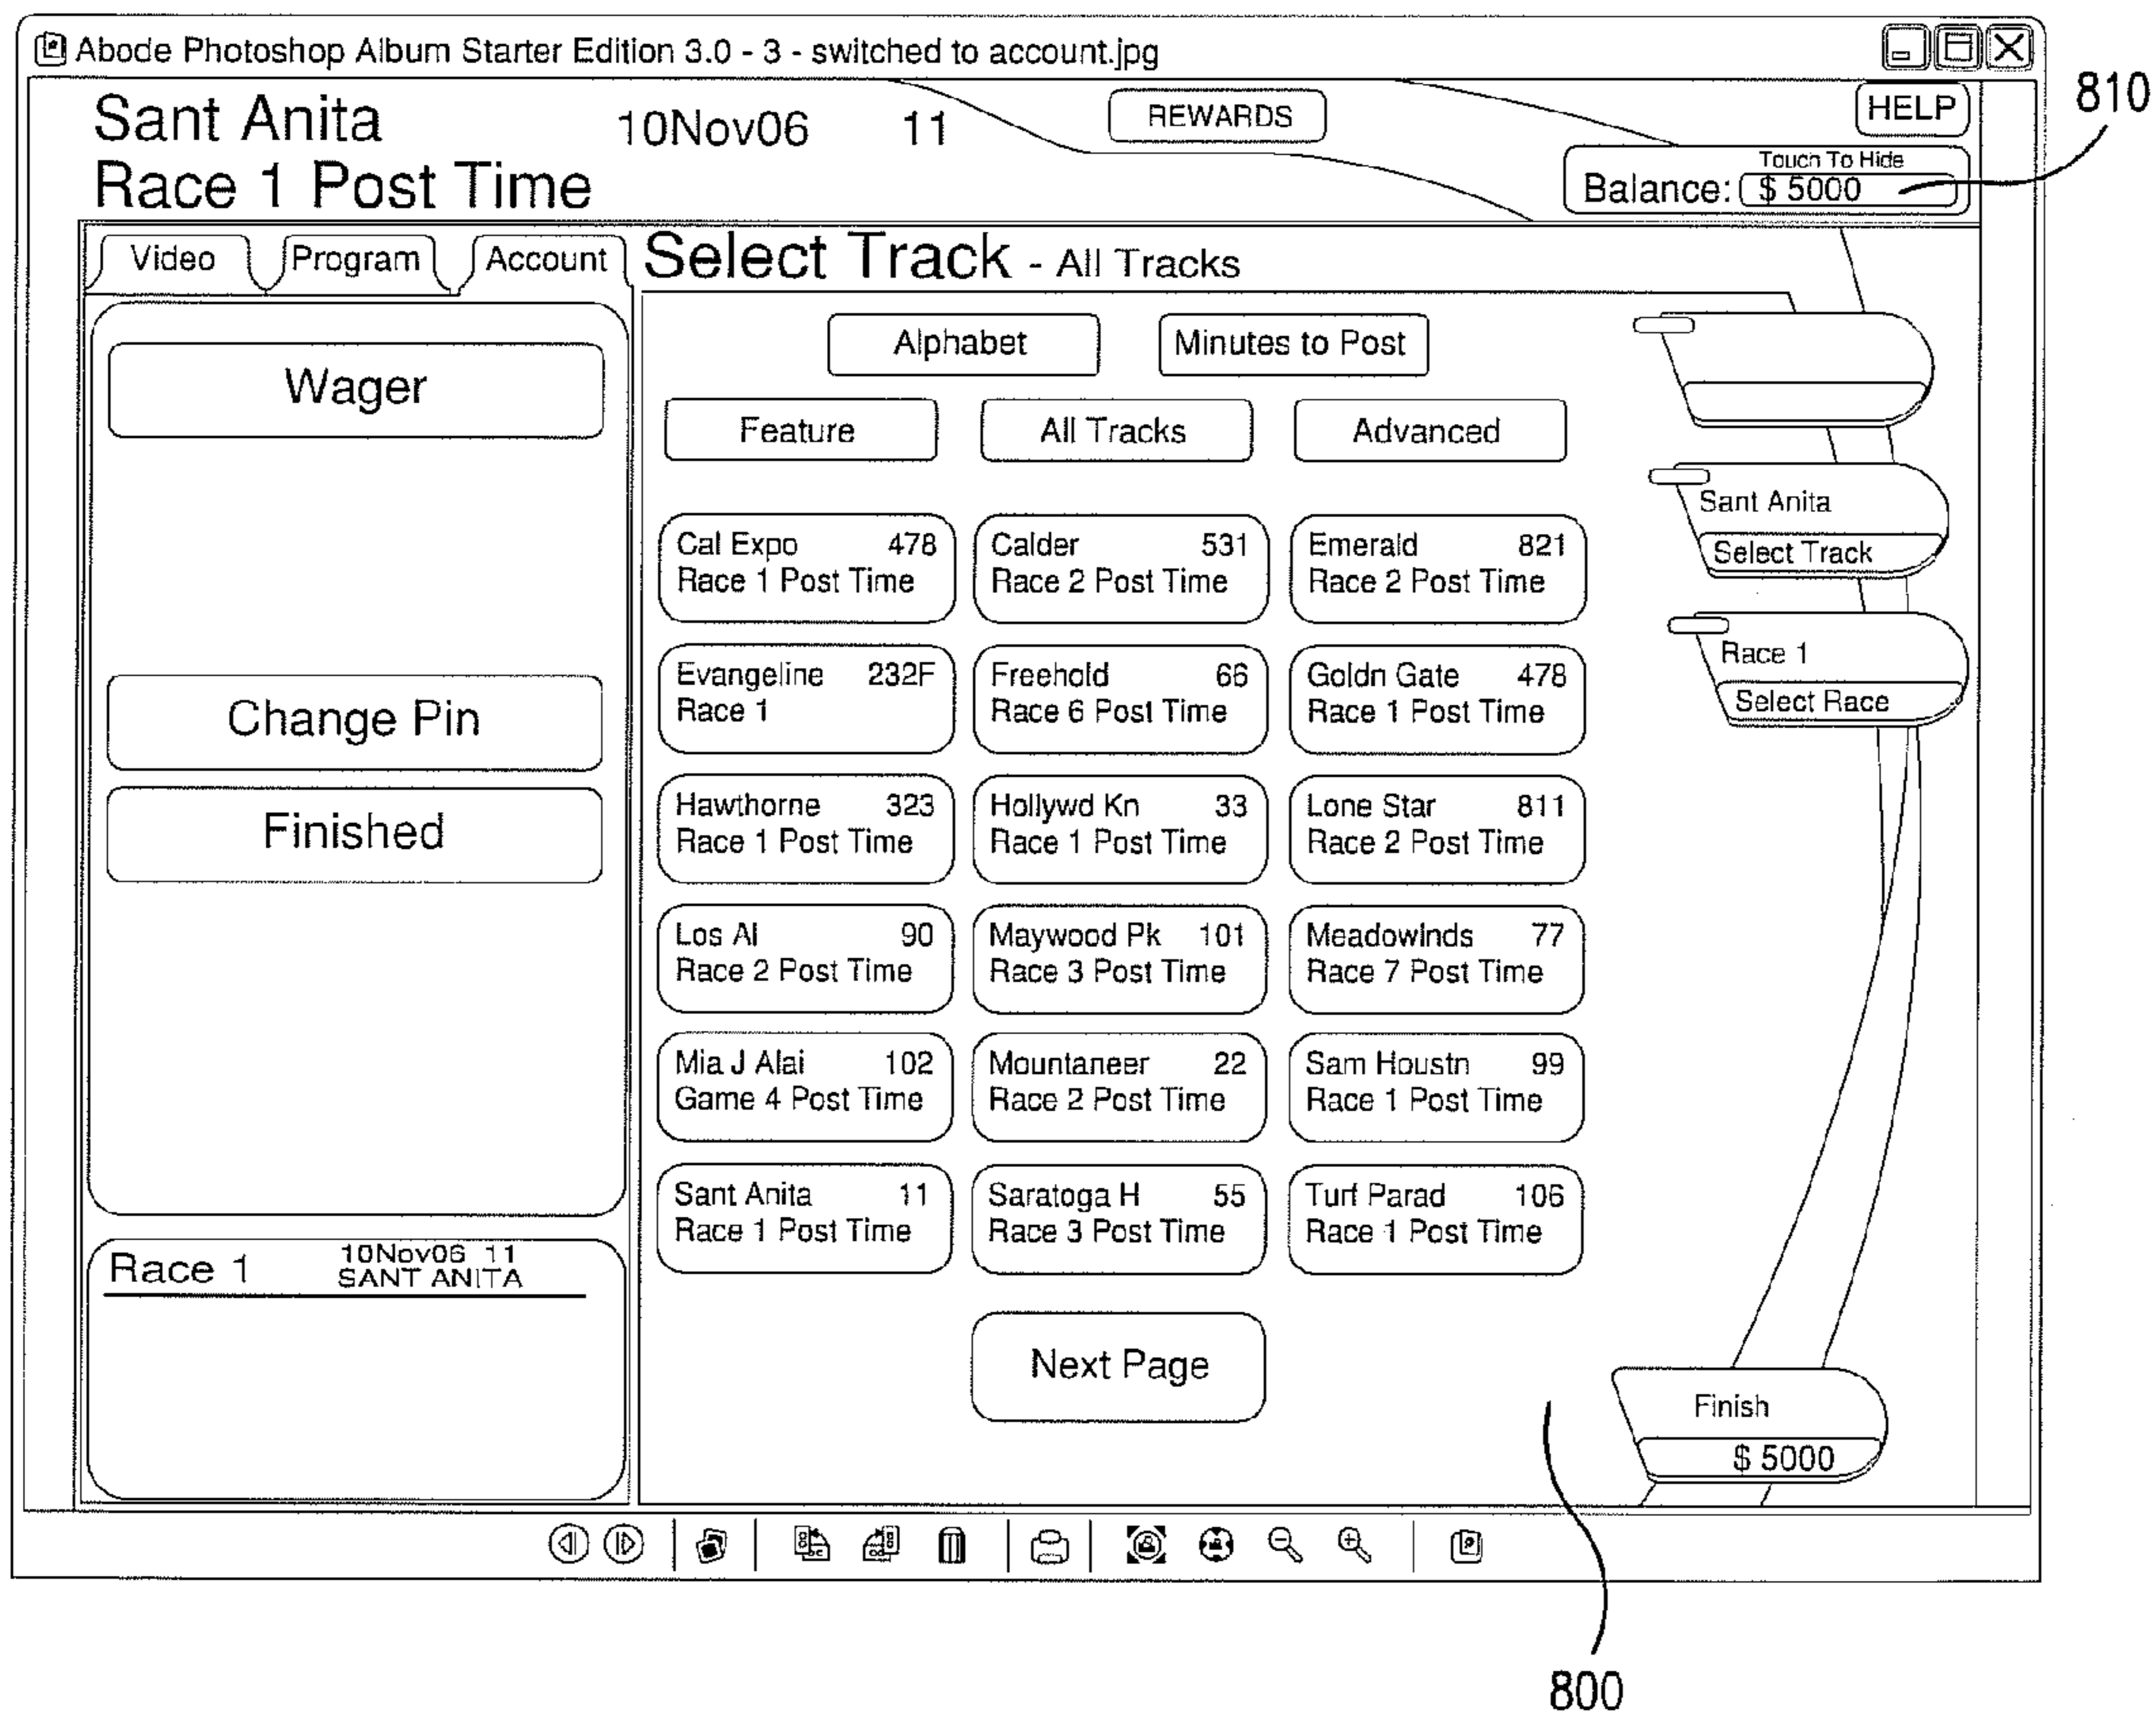 Abode Photoshop Album Starter Edition 3.0 - 3 - switched to account.jpg
810
Sant Anita 10Nov06 11 REWARDS HELP
Race 1 Post Time
Touch To Hide
Balance: $ 5000
Video Program Account
Select Track - All Tracks
Wager
Change Pin
Finished
Race 1
10Nov06 11
SANT ANITA
Alphabet Minutes to Post
Feature All Tracks Advanced
Cal Expo 478
Race 1 Post Time
Calder 531
Race 2 Post Time
Emerald 821
Race 2 Post Time
Evangeline 232F
Race 1
Freehold 66
Race 6 Post Time
Goldn Gate 478
Race 1 Post Time
Hawthorne 323
Race 1 Post Time
Hollywd Kn 33
Race 1 Post Time
Lone Star 811
Race 2 Post Time
Los Al 90
Race 2 Post Time
Maywood Pk 101
Race 3 Post Time
Meadowlnds 77
Race 7 Post Time
Mia J Alai 102
Game 4 Post Time
Mountaneer 22
Race 2 Post Time
Sam Houstn 99
Race 1 Post Time
Sant Anita 11
Race 1 Post Time
Saratoga H 55
Race 3 Post Time
Turf Parad 106
Race 1 Post Time
Next Page
Sant Anita
Select Track
Race 1
Select Race
Finish
$ 5000
800